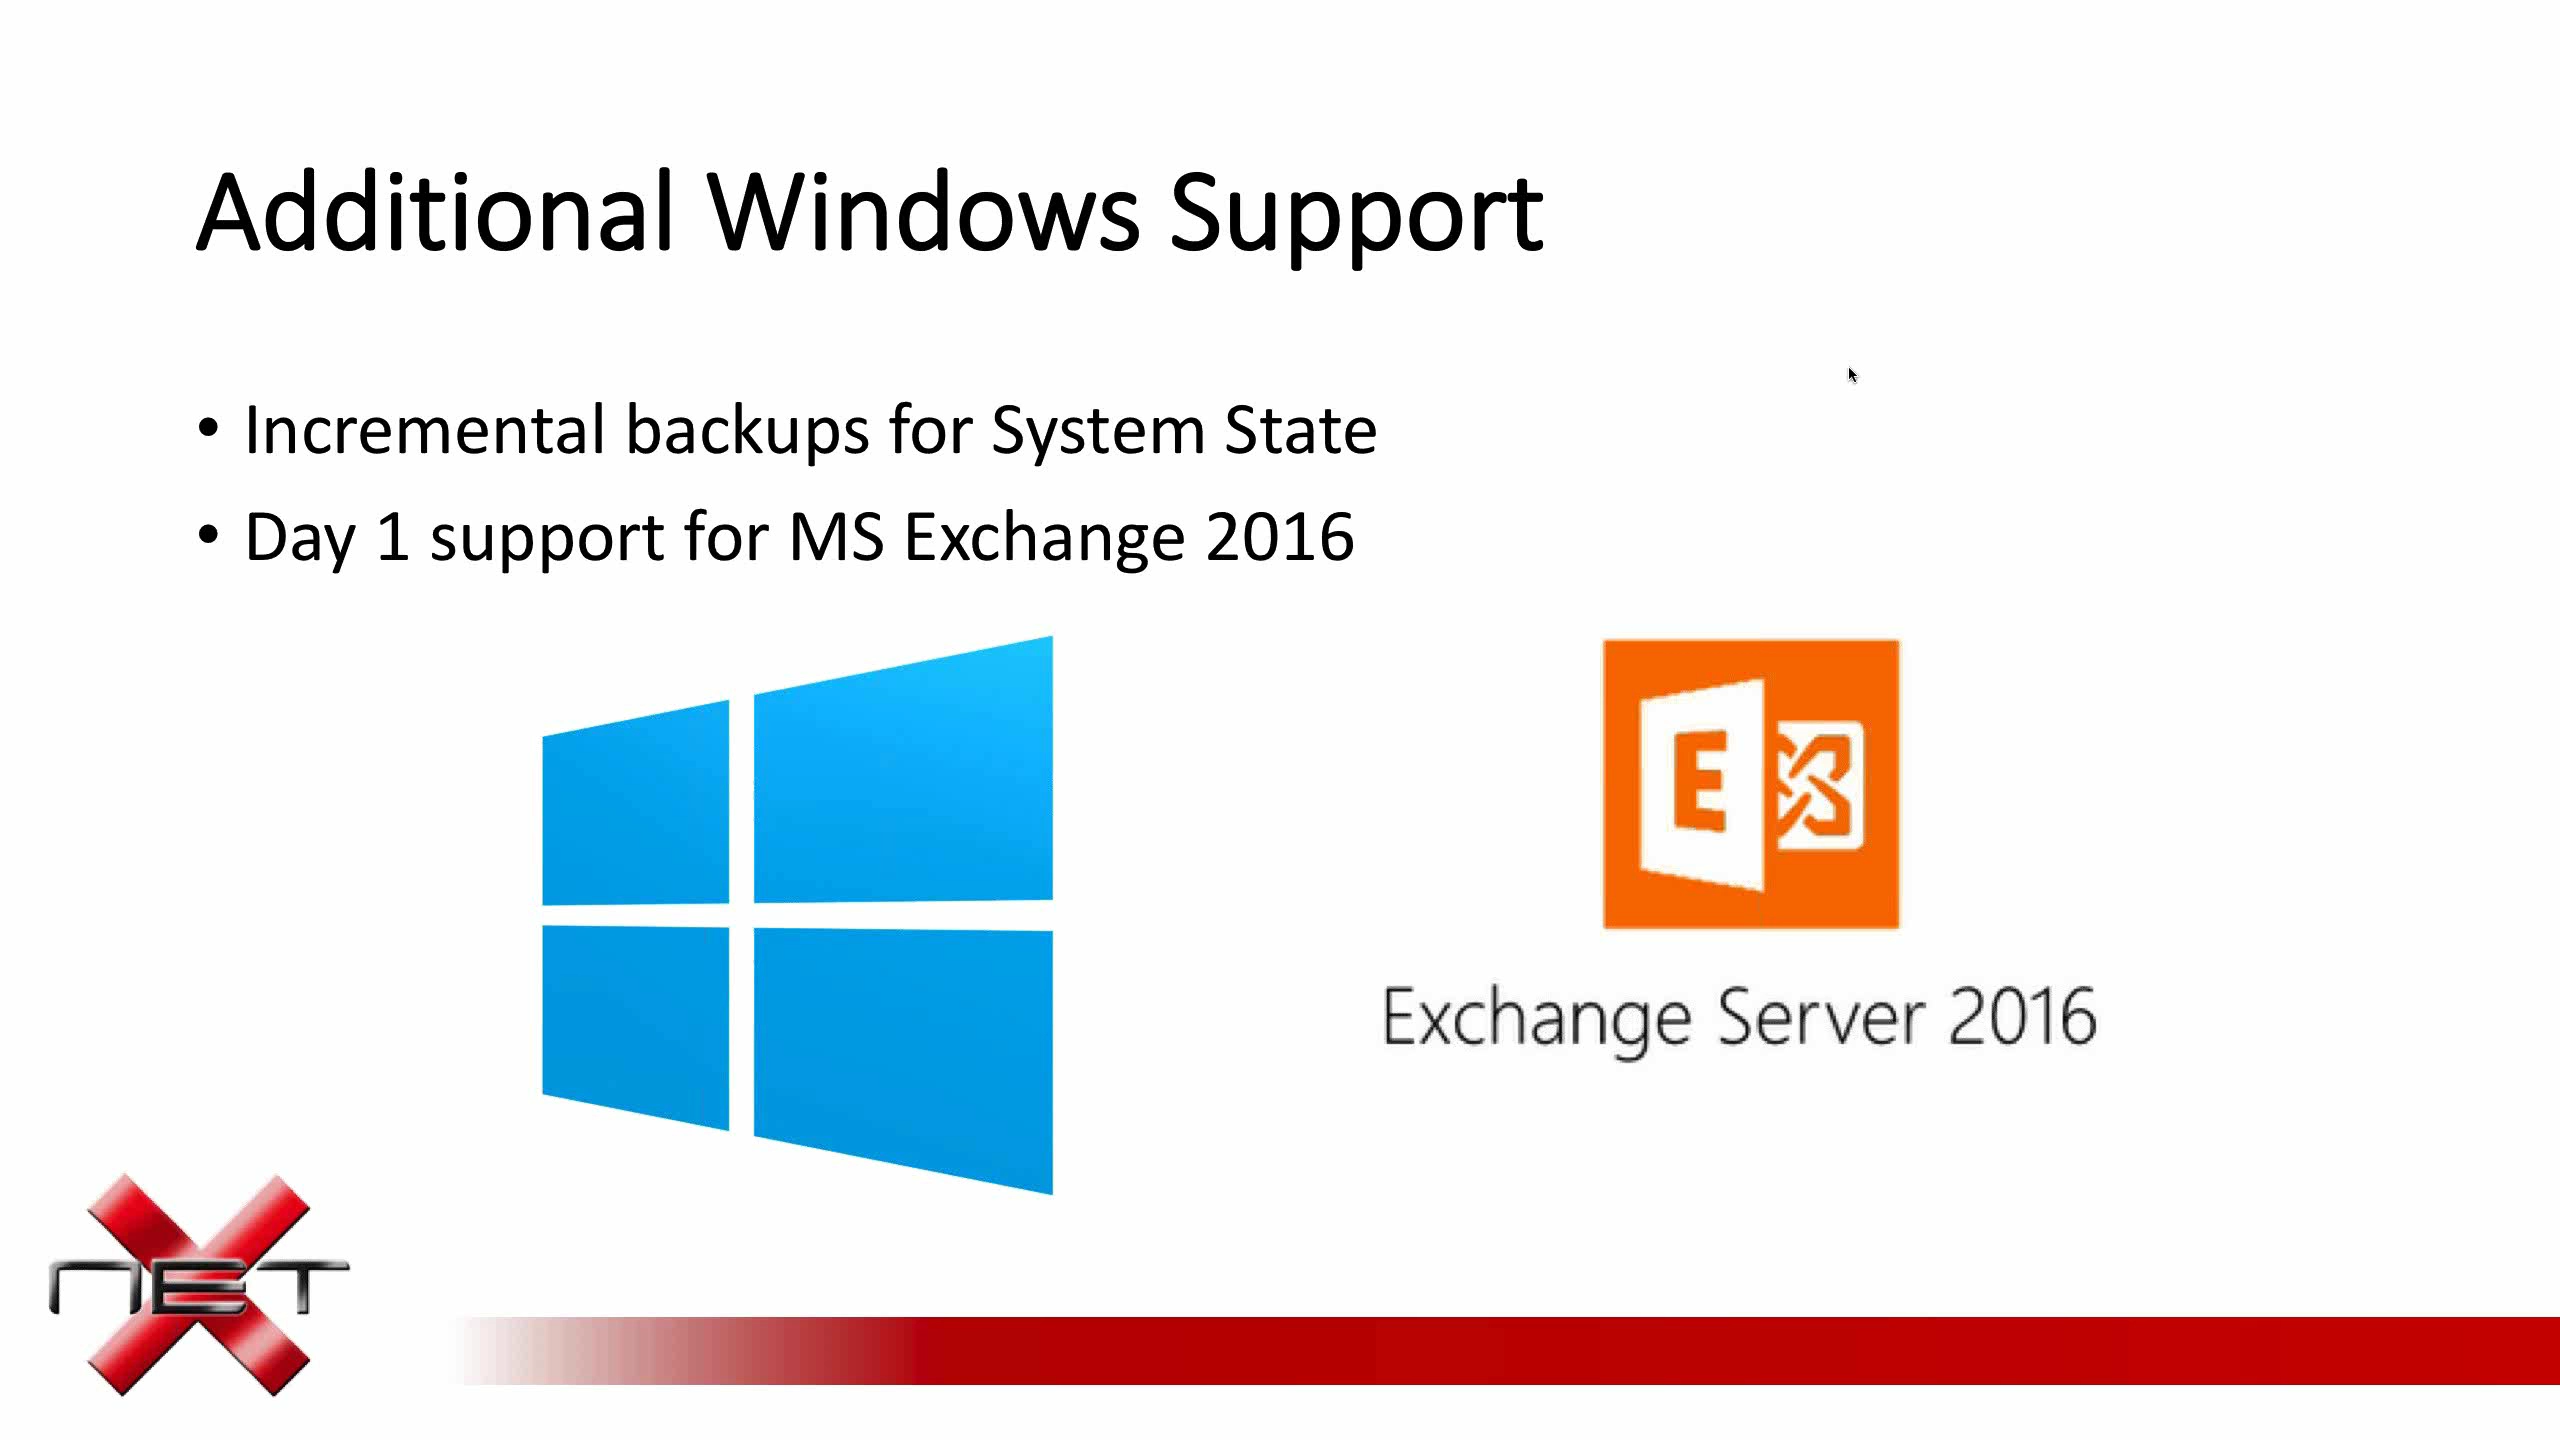 Additional Windows Support
• Incremental backups for System State
• Day 1 support for MS Exchange 2016
E
Exchange Server 2016
NET